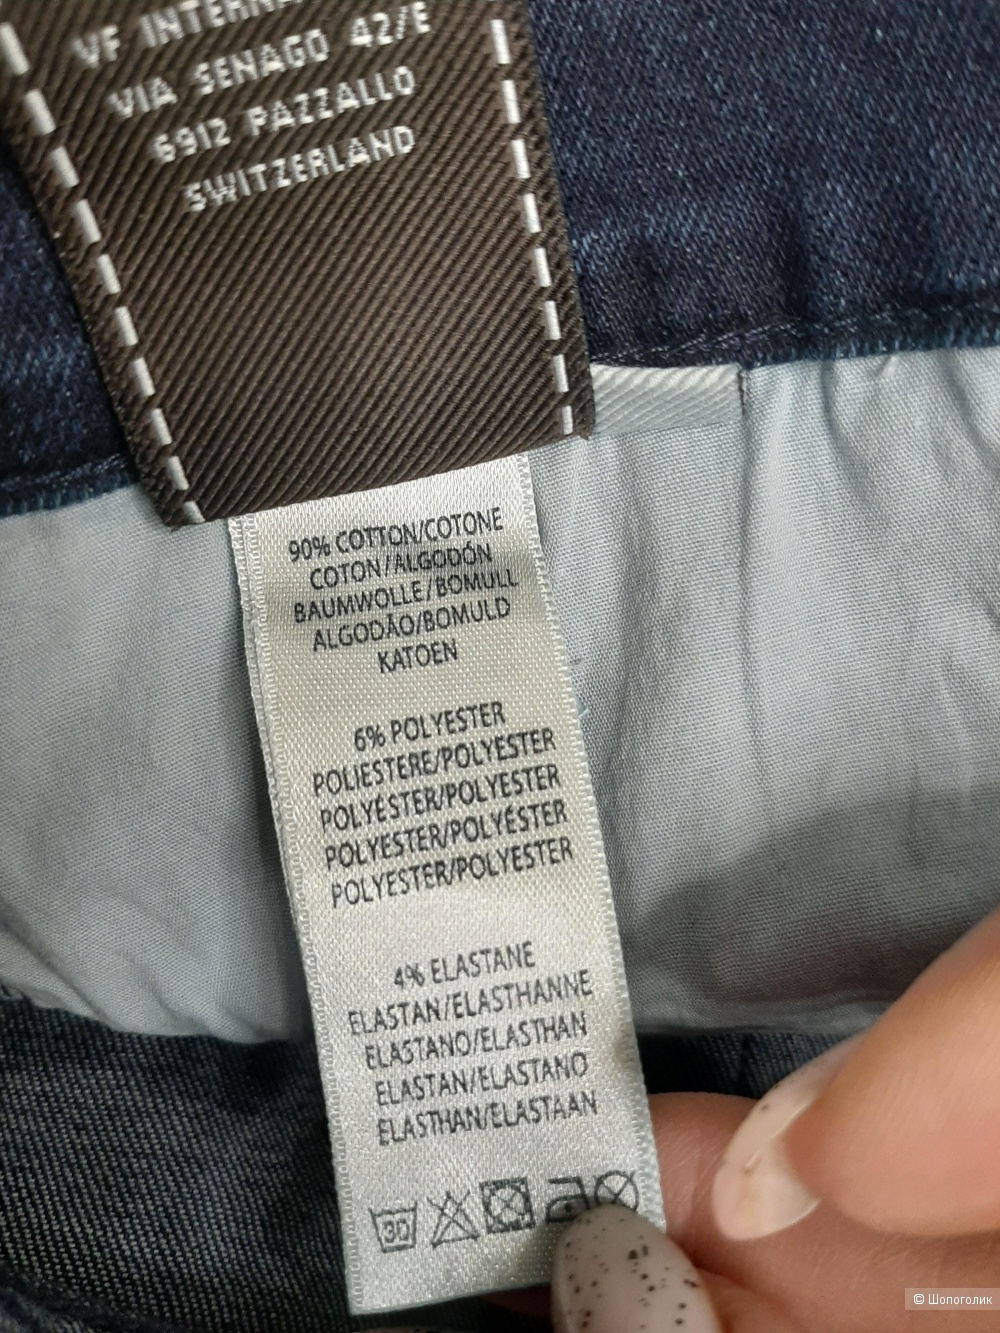 VF
VIA SENAGO 42/E
6912 PAZZALLO
SWITZERLAND
90% COTTON/COTONE
COTON/ALGODÓN
BAUMWOLLE/BOMULL
ALGODÃO/BOMULD
KATOEN
6% POLYESTER
POLIESTERE/POLYESTER
POLYÉSTER/POLYESTER
POLYESTER/POLYÉSTER
POLYESTER/POLYESTER
4% ELASTANE
ELASTAN/ELASTHANNE
ELASTANO/ELASTHAN
ELASTAN/ELASTANO
ELASTHAN/ELASTAAN
30
© Шопоголик